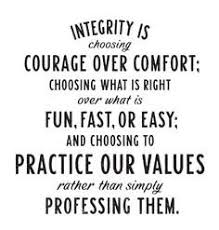 INTEGRITY IS
choosing
COURAGE OVER COMFORT;
CHOOSING WHAT IS RIGHT
over what is
FUN, FAST, OR EASY;
AND CHOOSING TO
PRACTICE OUR VALUES
rather than simply
PROFESSING THEM.